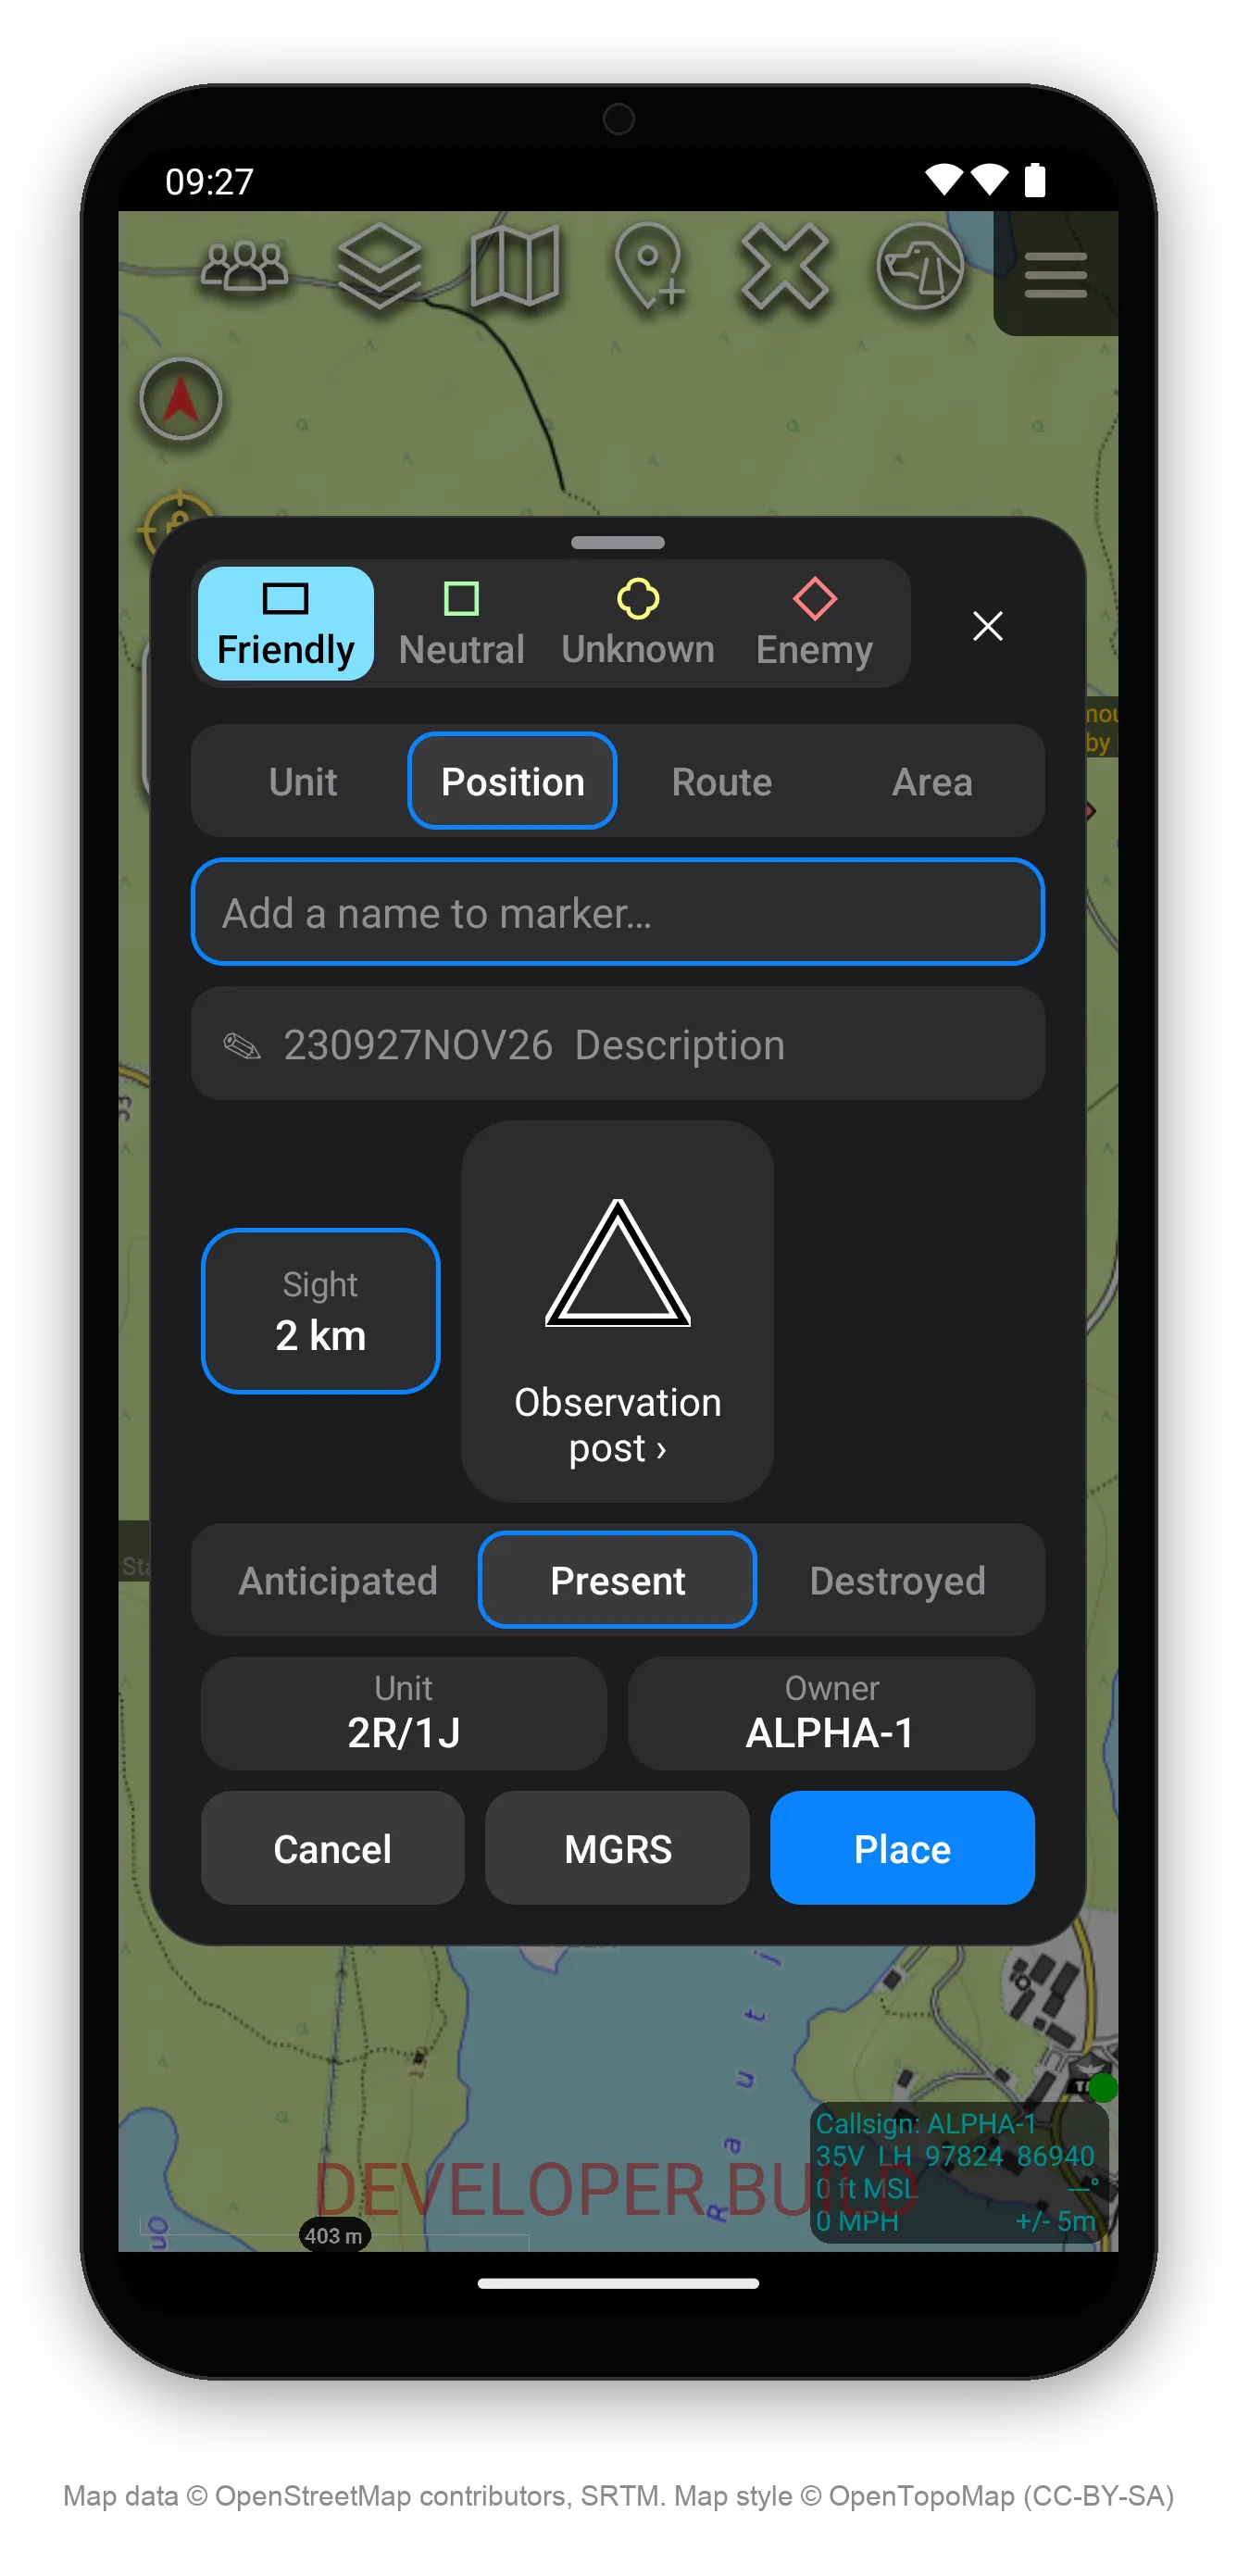 09:27
Friendly
Neutral
Unknown
Enemy
Unit
Position
Route
Area
Add a name to marker...
230927NOV26 Description
Sight
2 km
Observation
post ›
Anticipated
Present
Destroyed
Unit
2R/1J
Owner
ALPHA-1
Cancel
MGRS
Place
Callsign: ALPHA-1
35V LH 97824 86940
0 ft MSL
—°
0 MPH
+/- 5m
DEVELOPER BUILD
403 m
Map data © OpenStreetMap contributors, SRTM. Map style © OpenTopoMap (CC-BY-SA)